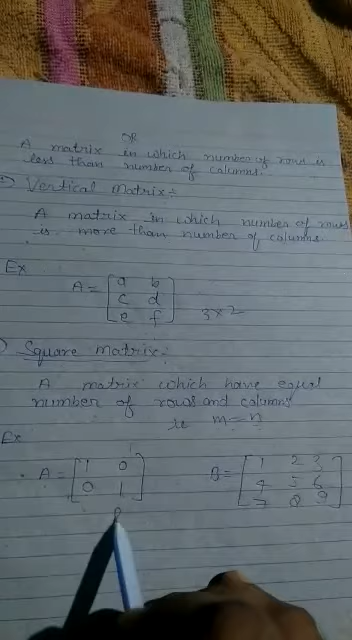 OR
A matrix in which number of rows is
less than number of columns.
Vertical Matrix:-
A matrix in which number of rows
is more than number of columns.
Ex
A = [a b
c d
e f] 3×2
Square Matrix:-
A matrix which have equal
number of rows and columns
ie m = n
Ex
A = [1 0
0 1]
B = [1 2 3
4 5 6
7 8 9]